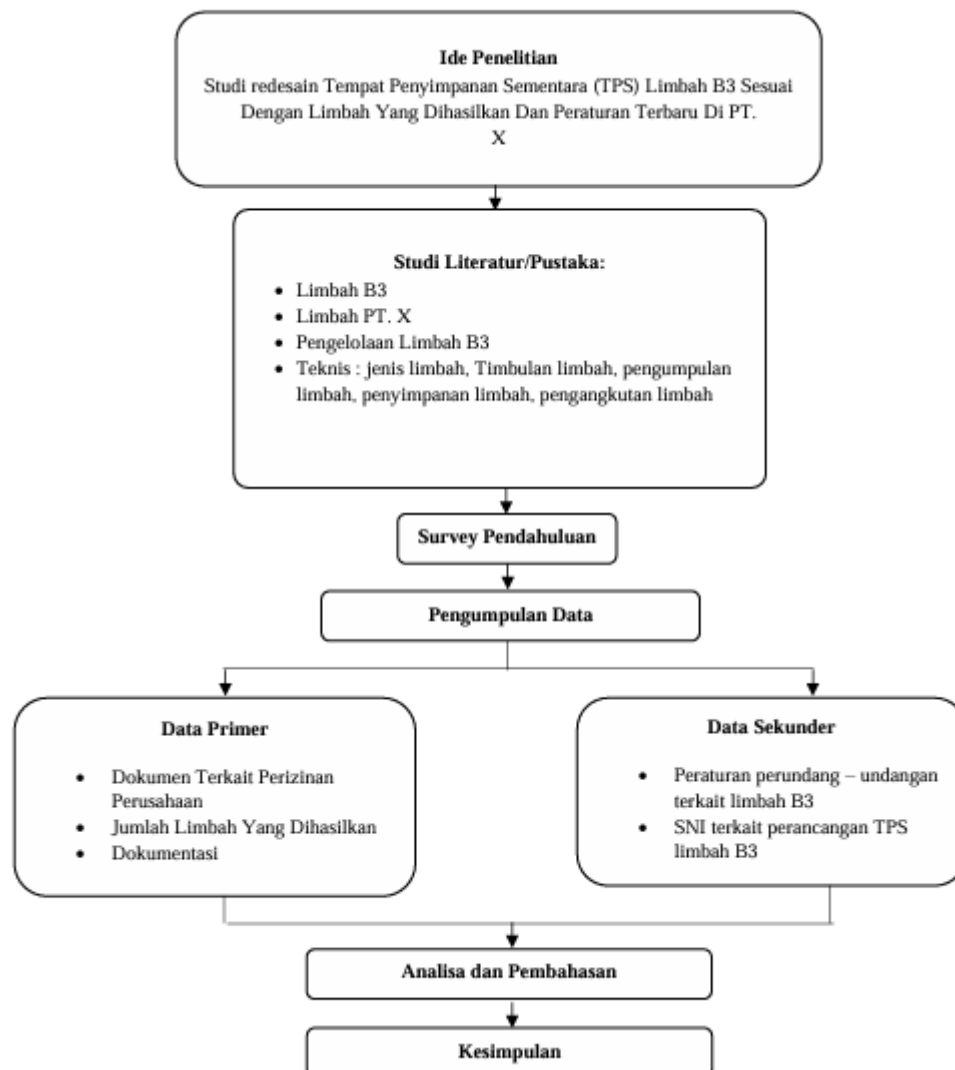 Ide Penelitian
Studi redesain Tempat Penyimpanan Sementara (TPS) Limbah B3 Sesuai
Dengan Limbah Yang Dihasilkan Dan Peraturan Terbaru Di PT.
X
Studi Literatur/Pustaka:
• Limbah B3
• Limbah PT. X
• Pengelolaan Limbah B3
• Teknis : jenis limbah, Timbulan limbah, pengumpulan
limbah, penyimpanan limbah, pengangkutan limbah
Survey Pendahuluan
Pengumpulan Data
Data Primer
• Dokumen Terkait Perizinan
Perusahaan
• Jumlah Limbah Yang Dihasilkan
• Dokumentasi
Data Sekunder
• Peraturan perundang – undangan
terkait limbah B3
• SNI terkait perancangan TPS
limbah B3
Analisa dan Pembahasan
Kesimpulan